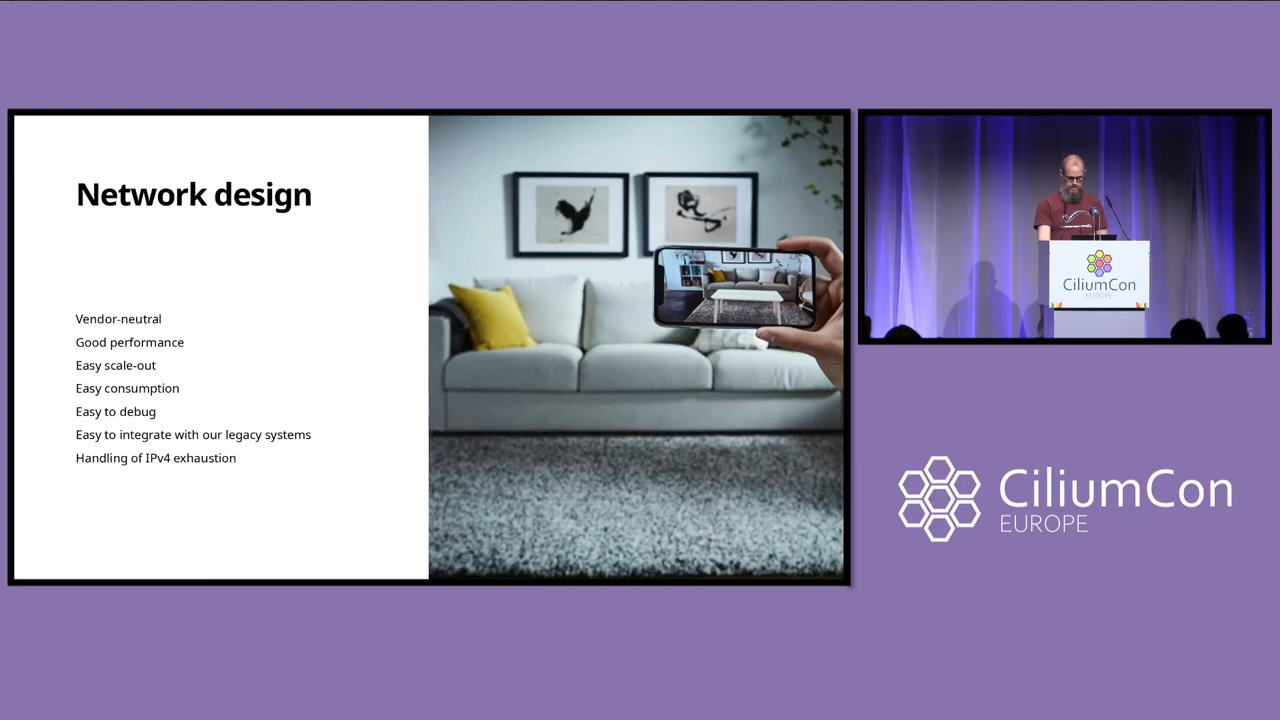 Network design
Vendor-neutral
Good performance
Easy scale-out
Easy consumption
Easy to debug
Easy to integrate with our legacy systems
Handling of IPv4 exhaustion
CiliumCon
EUROPE
CiliumCon
EUROPE